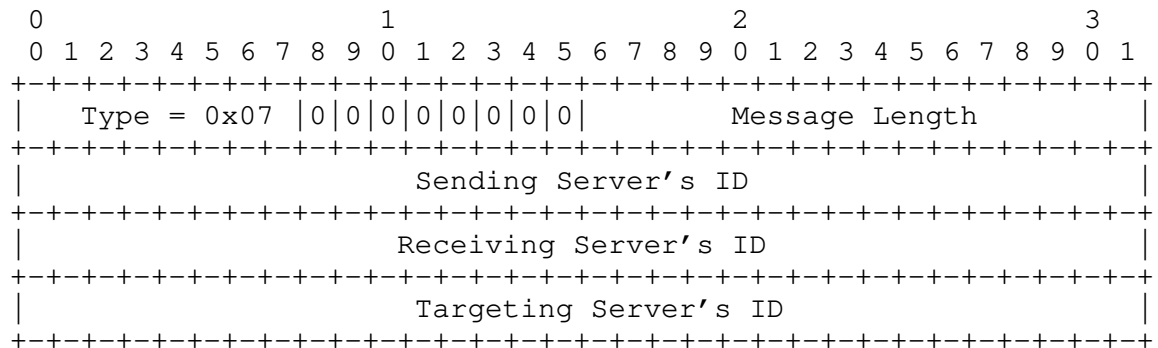 0                   1                   2                   3
 0 1 2 3 4 5 6 7 8 9 0 1 2 3 4 5 6 7 8 9 0 1 2 3 4 5 6 7 8 9 0 1
+-+-+-+-+-+-+-+-+-+-+-+-+-+-+-+-+-+-+-+-+-+-+-+-+-+-+-+-+-+-+-+-+
|   Type = 0x07 |0|0|0|0|0|0|0|0|        Message Length         |
+-+-+-+-+-+-+-+-+-+-+-+-+-+-+-+-+-+-+-+-+-+-+-+-+-+-+-+-+-+-+-+-+
|                      Sending Server’s ID                      |
+-+-+-+-+-+-+-+-+-+-+-+-+-+-+-+-+-+-+-+-+-+-+-+-+-+-+-+-+-+-+-+-+
|                     Receiving Server’s ID                     |
+-+-+-+-+-+-+-+-+-+-+-+-+-+-+-+-+-+-+-+-+-+-+-+-+-+-+-+-+-+-+-+-+
|                      Targeting Server’s ID                    |
+-+-+-+-+-+-+-+-+-+-+-+-+-+-+-+-+-+-+-+-+-+-+-+-+-+-+-+-+-+-+-+-+